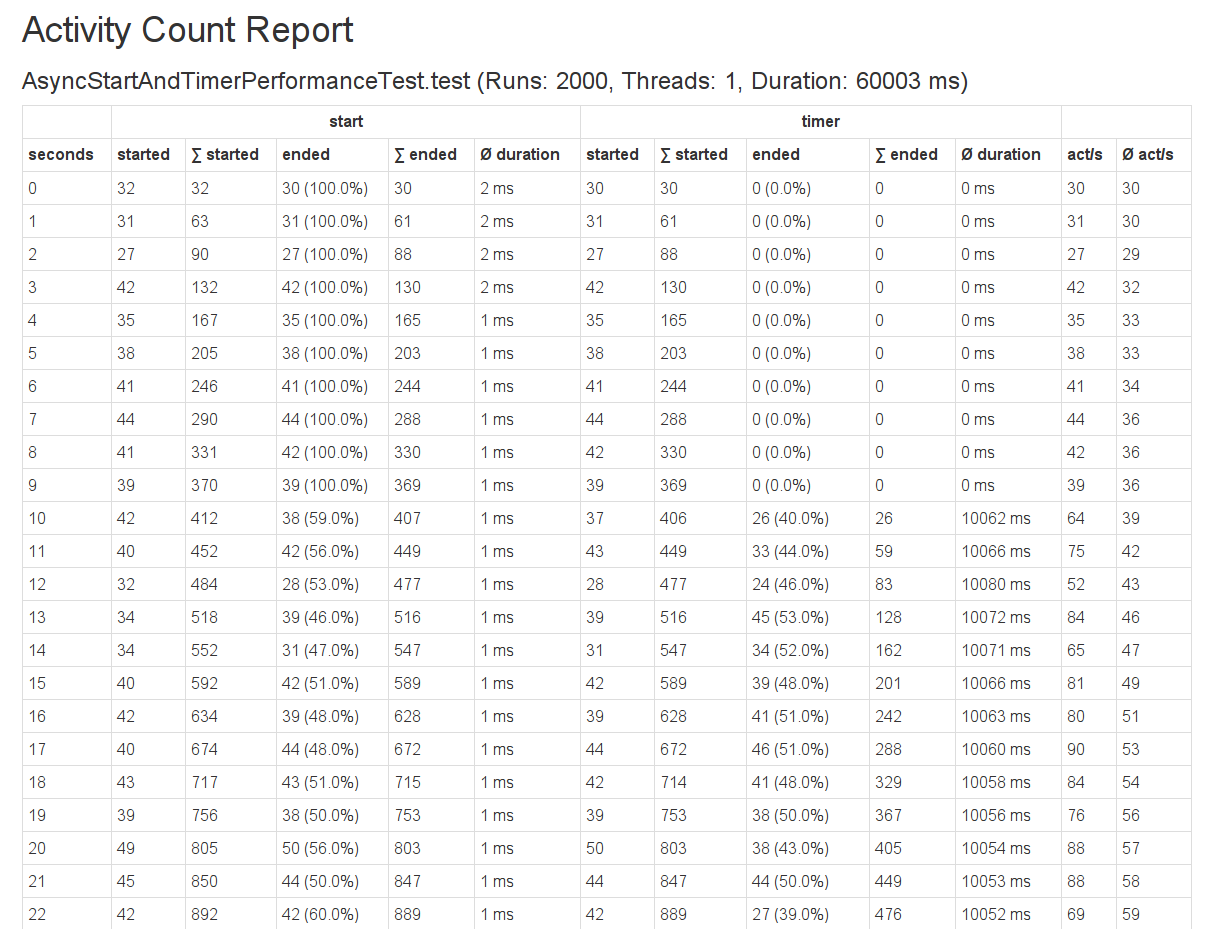 Activity Count Report
AsyncStartAndTimerPerformanceTest.test (Runs: 2000, Threads: 1, Duration: 60003 ms)
start timer
seconds started ∑ started ended ∑ ended Ø duration started ∑ started ended ∑ ended Ø duration act/s Ø act/s
0 32 32 30 (100.0%) 30 2 ms 30 30 0 (0.0%) 0 0 ms 30 30
1 31 63 31 (100.0%) 61 2 ms 31 61 0 (0.0%) 0 0 ms 31 30
2 27 90 27 (100.0%) 88 2 ms 27 88 0 (0.0%) 0 0 ms 27 29
3 42 132 42 (100.0%) 130 2 ms 42 130 0 (0.0%) 0 0 ms 42 32
4 35 167 35 (100.0%) 165 1 ms 35 165 0 (0.0%) 0 0 ms 35 33
5 38 205 38 (100.0%) 203 1 ms 38 203 0 (0.0%) 0 0 ms 38 33
6 41 246 41 (100.0%) 244 1 ms 41 244 0 (0.0%) 0 0 ms 41 34
7 44 290 44 (100.0%) 288 1 ms 44 288 0 (0.0%) 0 0 ms 44 36
8 41 331 42 (100.0%) 330 1 ms 42 330 0 (0.0%) 0 0 ms 42 36
9 39 370 39 (100.0%) 369 1 ms 39 369 0 (0.0%) 0 0 ms 39 36
10 42 412 38 (59.0%) 407 1 ms 37 406 26 (40.0%) 26 10062 ms 64 39
11 40 452 42 (56.0%) 449 1 ms 43 449 33 (44.0%) 59 10066 ms 75 42
12 32 484 28 (53.0%) 477 1 ms 28 477 24 (46.0%) 83 10080 ms 52 43
13 34 518 39 (46.0%) 516 1 ms 39 516 45 (53.0%) 128 10072 ms 84 46
14 34 552 31 (47.0%) 547 1 ms 31 547 34 (52.0%) 162 10071 ms 65 47
15 40 592 42 (51.0%) 589 1 ms 42 589 39 (48.0%) 201 10066 ms 81 49
16 42 634 39 (48.0%) 628 1 ms 39 628 41 (51.0%) 242 10063 ms 80 51
17 40 674 44 (48.0%) 672 1 ms 44 672 46 (51.0%) 288 10060 ms 90 53
18 43 717 43 (51.0%) 715 1 ms 42 714 41 (48.0%) 329 10058 ms 84 54
19 39 756 38 (50.0%) 753 1 ms 39 753 38 (50.0%) 367 10056 ms 76 56
20 49 805 50 (56.0%) 803 1 ms 50 803 38 (43.0%) 405 10054 ms 88 57
21 45 850 44 (50.0%) 847 1 ms 44 847 44 (50.0%) 449 10053 ms 88 58
22 42 892 42 (60.0%) 889 1 ms 42 889 27 (39.0%) 476 10052 ms 69 59